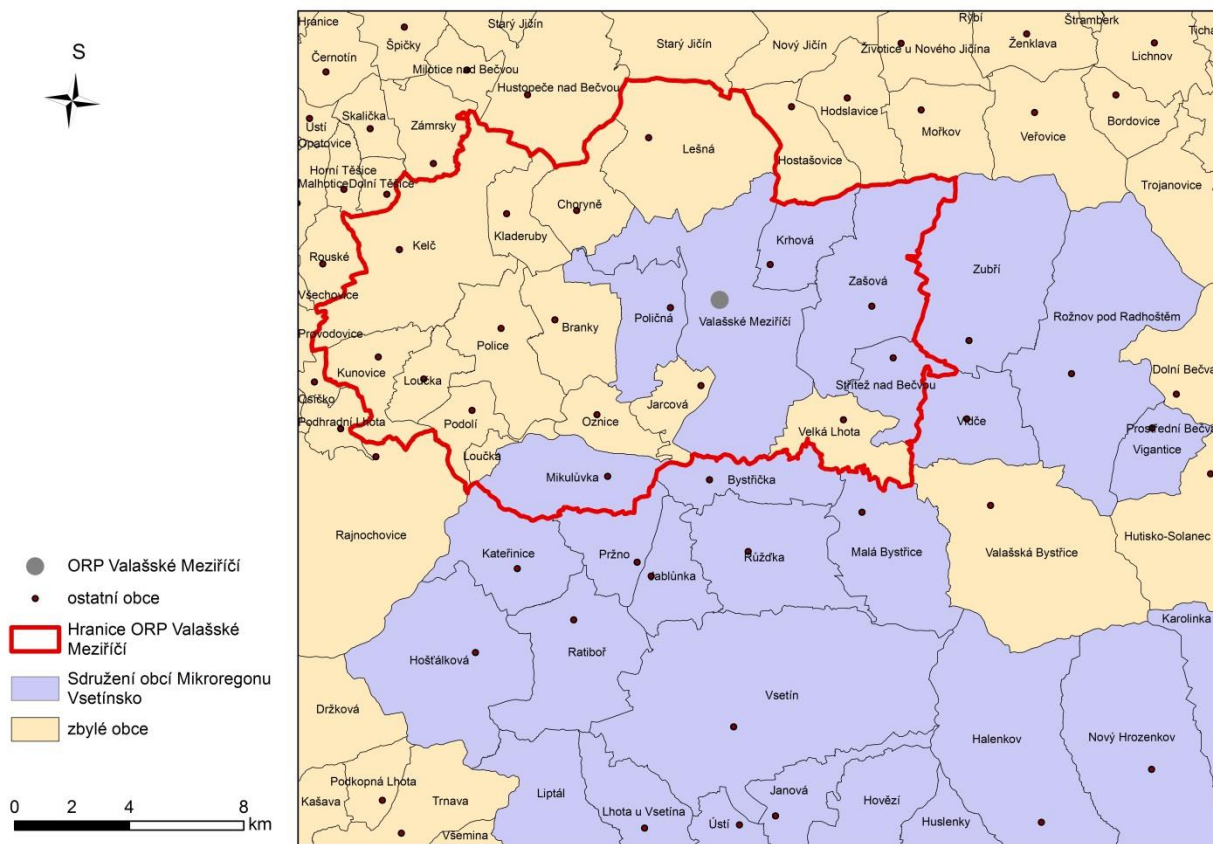 S
ORP Valašské Meziříčí
ostatní obce
Hranice ORP Valašské
Meziříčí
Sdružení obcí Mikroregonu
Vsetínsko
zbylé obce
0 2 4 8
km
Hranice
Starý Jičín
Rybí
Štramberk
Špičky
Starý Jičín
Nový Jičín
Životice u Nového Jičína
Ženklava
Lichnov
Černotín
Milotice nad Bečvou
Hustopeče nad Bečvou
Skalička
Hodslavice
Bordovice
Ústí
Zámrsky
Mořkov
Veřovice
Opatovice
Lešná
Hostašovice
Horní Těšice
Malhotice
Dolní Těšice
Trojanovice
Choryně
Kladeruby
Krhová
Kelč
Rouské
Zašová
Zubří
Všechovice
Poličná
Valašské Meziříčí
Rožnov pod Radhoštěm
Provodovice
Branky
Police
Kunovice
Loučka
Dolní Bečva
Střítež nad Bečvou
Osíčko
Jarcová
Podhradní Lhota
Podolí
Oznice
Velká Lhota
Vidče
Prostřední Bečva
Vigantice
Loučka
Mikulůvka
Bystřička
Rajnochovice
Hutisko-Solanec
Kateřinice
Pržno
Růžďka
Malá Bystřice
Valašská Bystřice
Jablůnka
Karolinka
Hošťálková
Ratiboř
Vsetín
Držková
Halenkov
Nový Hrozenkov
Podkopná Lhota
Kašava
Trnava
Liptál
Lhota u Vsetína
Janová
Hovězí
Ústí
Huslenky
Všemina